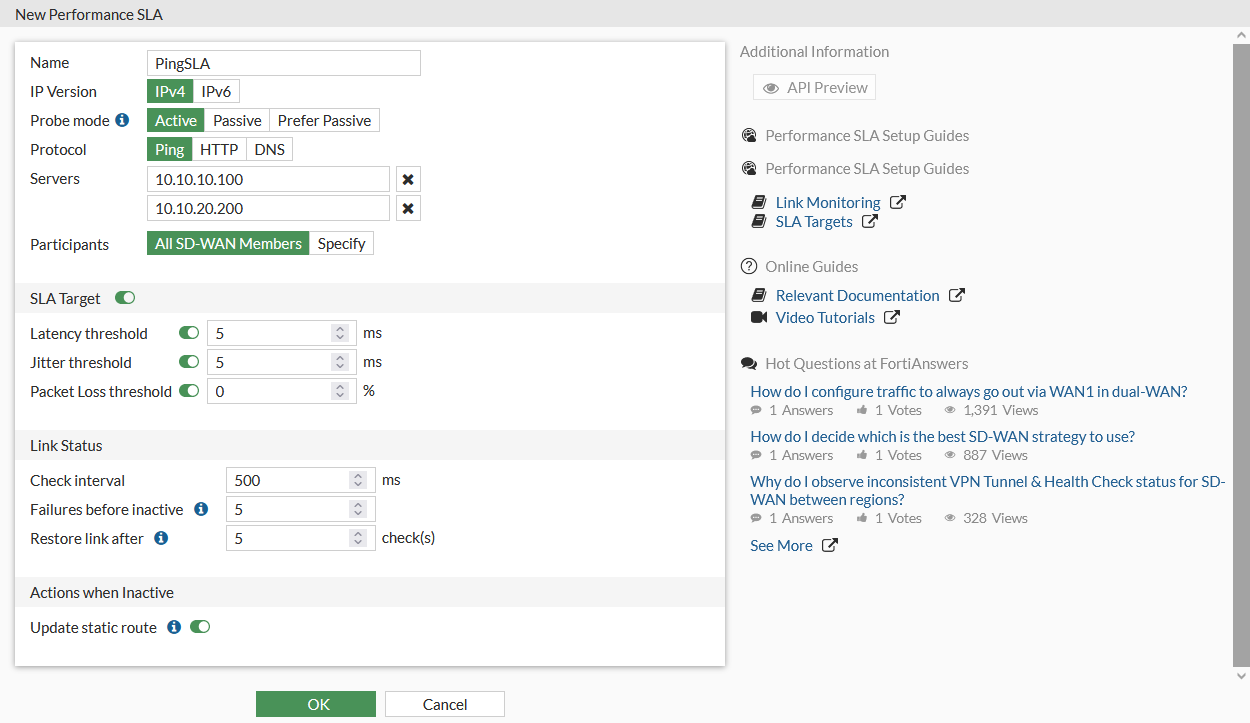 New Performance SLA
Name PingSLA
IP Version IPv4 IPv6
Probe mode Active Passive Prefer Passive
Protocol Ping HTTP DNS
Servers 10.10.10.100
10.10.20.200
Participants All SD-WAN Members Specify
SLA Target
Latency threshold 5 ms
Jitter threshold 5 ms
Packet Loss threshold 0 %
Link Status
Check interval 500 ms
Failures before inactive 5
Restore link after 5 check(s)
Actions when Inactive
Update static route
OK Cancel
Additional Information
API Preview
Performance SLA Setup Guides
Performance SLA Setup Guides
Link Monitoring
SLA Targets
Online Guides
Relevant Documentation
Video Tutorials
Hot Questions at FortiAnswers
How do I configure traffic to always go out via WAN1 in dual-WAN?
1 Answers 1 Votes 1,391 Views
How do I decide which is the best SD-WAN strategy to use?
1 Answers 1 Votes 887 Views
Why do I observe inconsistent VPN Tunnel & Health Check status for SD-
WAN between regions?
1 Answers 1 Votes 328 Views
See More